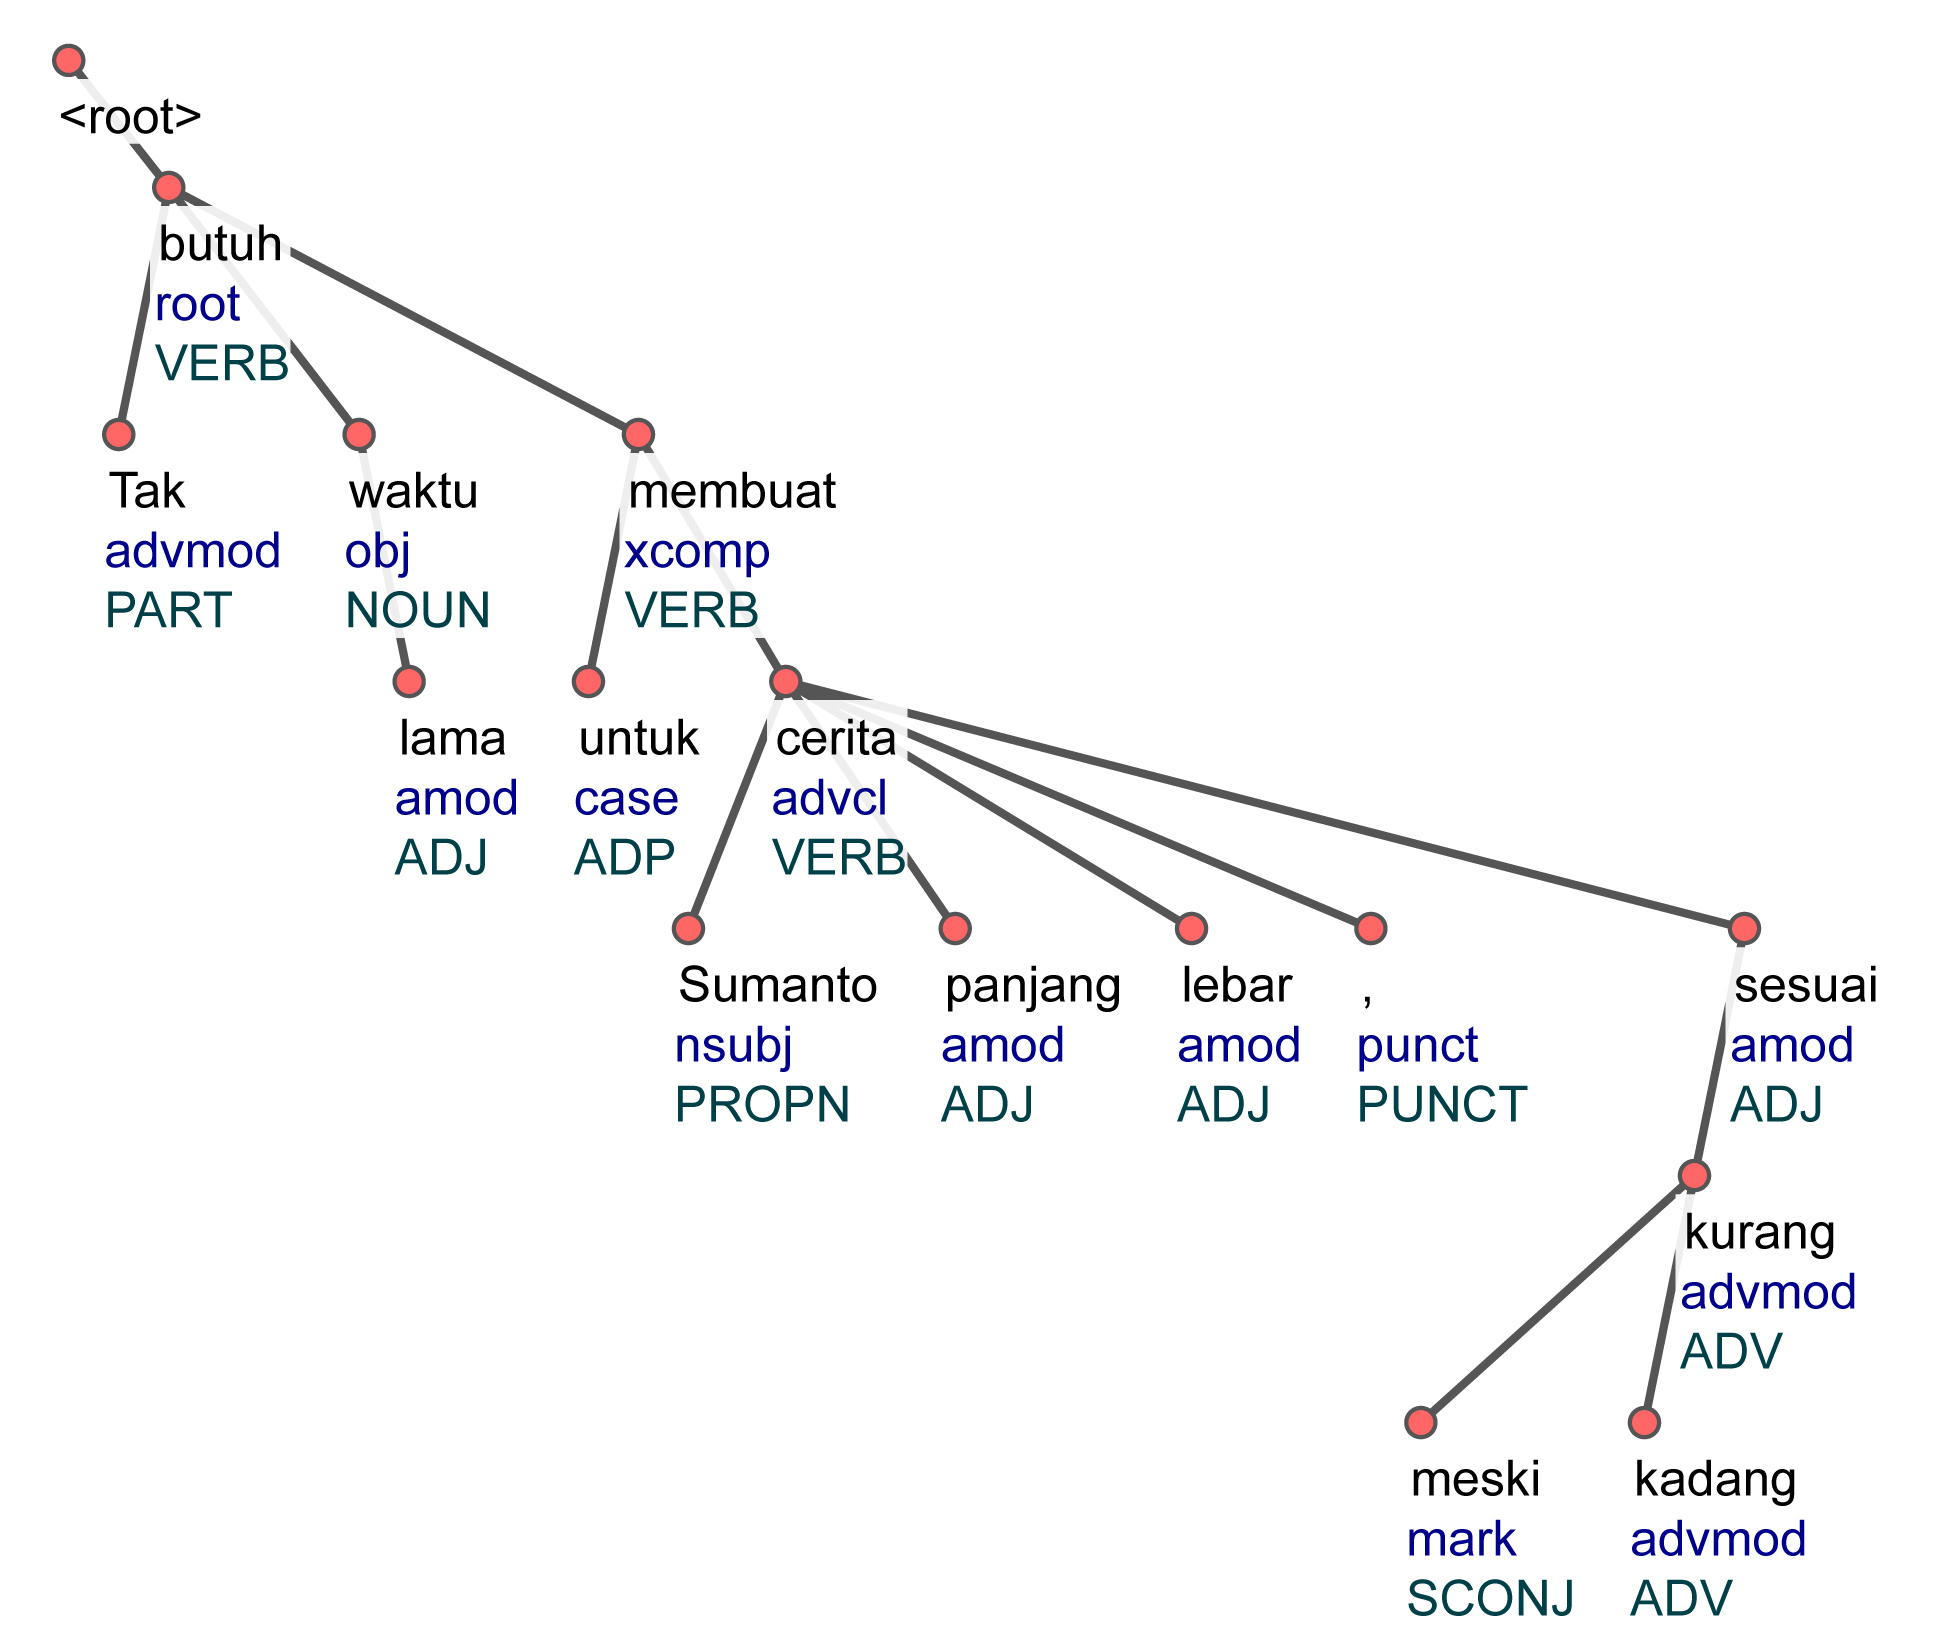 <root>
butuh
root
VERB
Tak waktu membuat
advmod obj xcomp
PART NOUN VERB
lama untuk cerita
amod case advcl
ADJ ADP VERB
Sumanto panjang lebar , sesuai
nsubj amod amod punct amod
PROPN ADJ ADJ PUNCT ADJ
kurang
advmod
ADV
meski kadang
mark advmod
SCONJ ADV